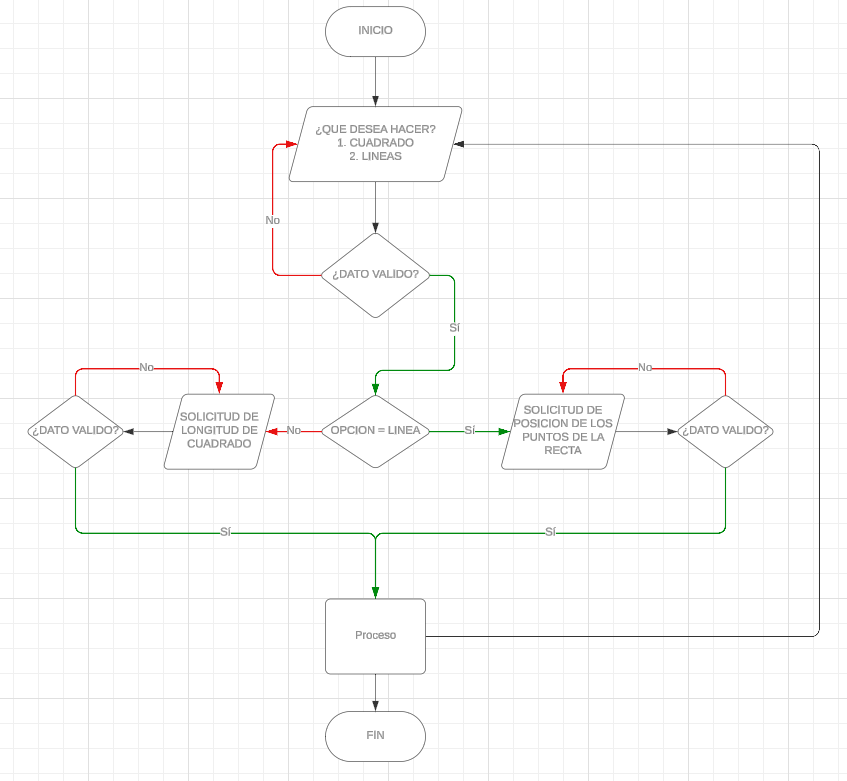 INICIO
¿QUE DESEA HACER?
1. CUADRADO
2. LINEAS
No
¿DATO VALIDO?
Sí
No
No
¿DATO VALIDO?
SOLICITUD DE
LONGITUD DE
CUADRADO
No
OPCION = LINEA
Sí
SOLICITUD DE
POSICION DE LOS
PUNTOS DE LA
RECTA
¿DATO VALIDO?
Sí
Sí
Proceso
FIN